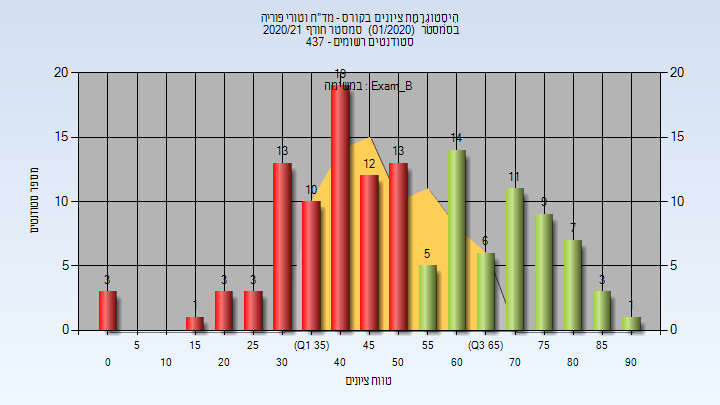 היסטוגרמת ציונים בקורס - מד"ח וטורי פוריה
בסמסטר (01/2020) סמסטר חורף 2020/21
סטודנטים רשומים - 437
במשימה : Exam_B
מספר סטודנטים
20 20
15 15
10 10
5 5
0 0
3 1 3 3 13 10 19 12 13 5 14 6 11 9 7 3 1
5 15 25 (Q1 35) 45 55 (Q3 65) 75 85
0 10 20 30 40 50 60 70 80 90
טווח ציונים